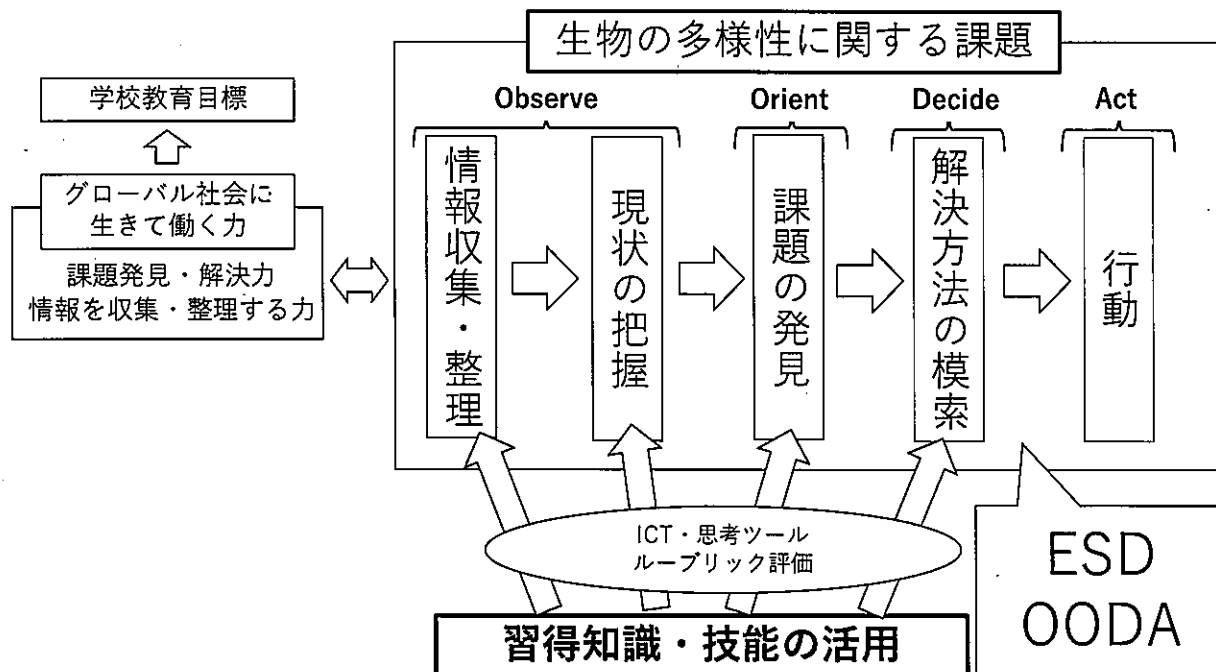 生物の多様性に関する課題
学校教育目標
グローバル社会に
生きて働く力
課題発見・解決力
情報を収集・整理する力
Observe
Orient
Decide
Act
情報収集・整理
現状の把握
課題の発見
解決方法の模索
行動
ICT・思考ツール
ルーブリック評価
習得知識・技能の活用
ESD
OODA